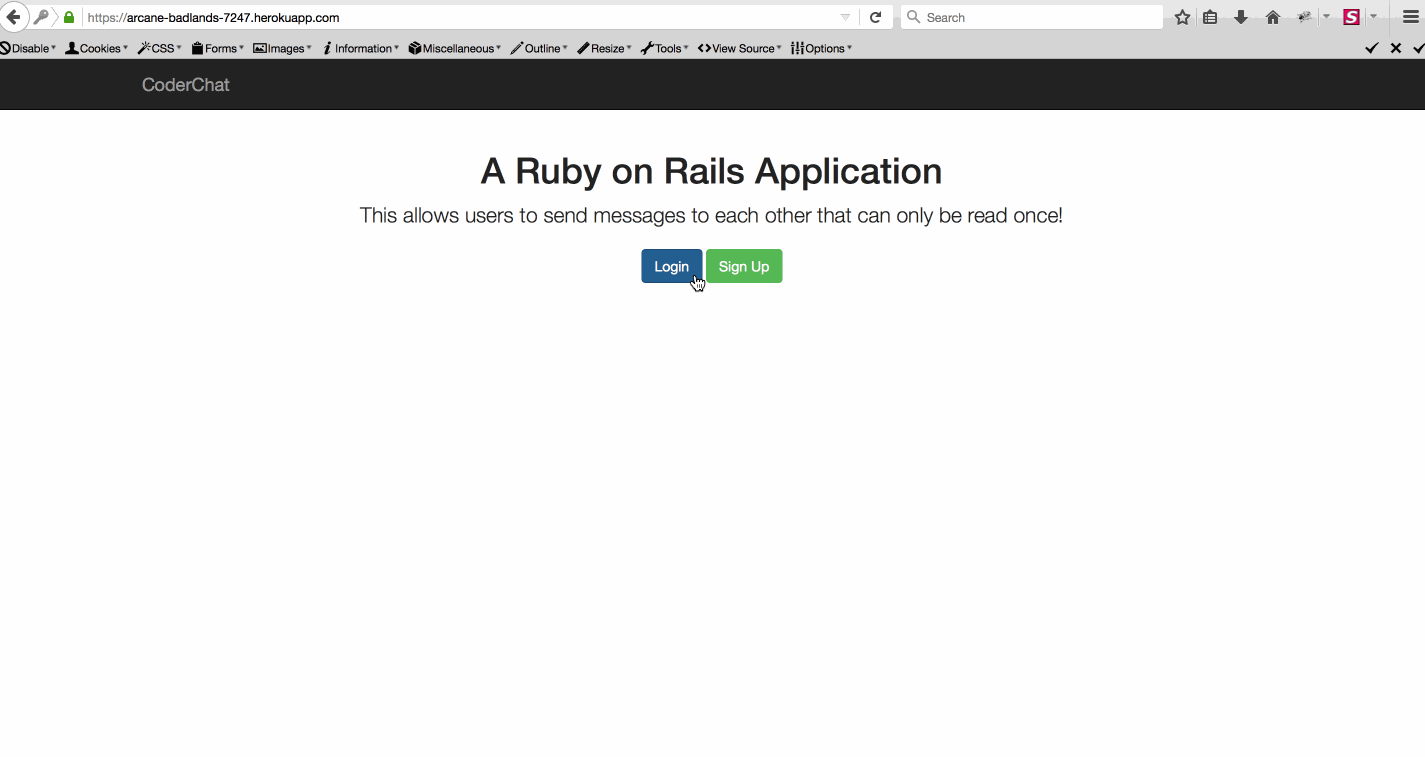 https://arcane-badlands-7247.herokuapp.com Search
Disable Cookies CSS Forms Images Information Miscellaneous Outline Resize Tools View Source Options
CoderChat
A Ruby on Rails Application
This allows users to send messages to each other that can only be read once!
Login Sign Up